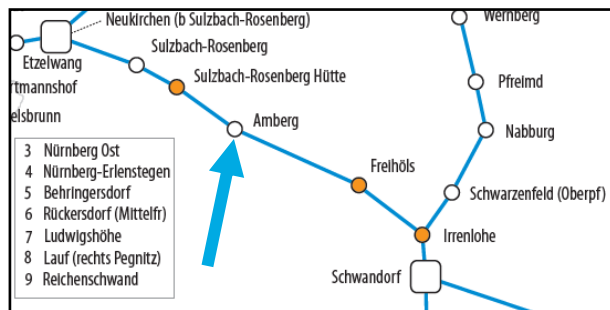 Neukirchen (b Sulzbach-Rosenberg)
Wernberg
Sulzbach-Rosenberg
Etzelwang
Sulzbach-Rosenberg Hütte
Pfreimd
rtmannshof
elsbrunn
Amberg
Nabburg
3 Nürnberg Ost
4 Nürnberg-Erlenstegen
5 Behringersdorf
6 Rückersdorf (Mittelfr)
7 Ludwigshöhe
8 Lauf (rechts Pegnitz)
9 Reichenschwand
Freihöls
Schwarzenfeld (Oberpf)
Irrenlohe
Schwandorf